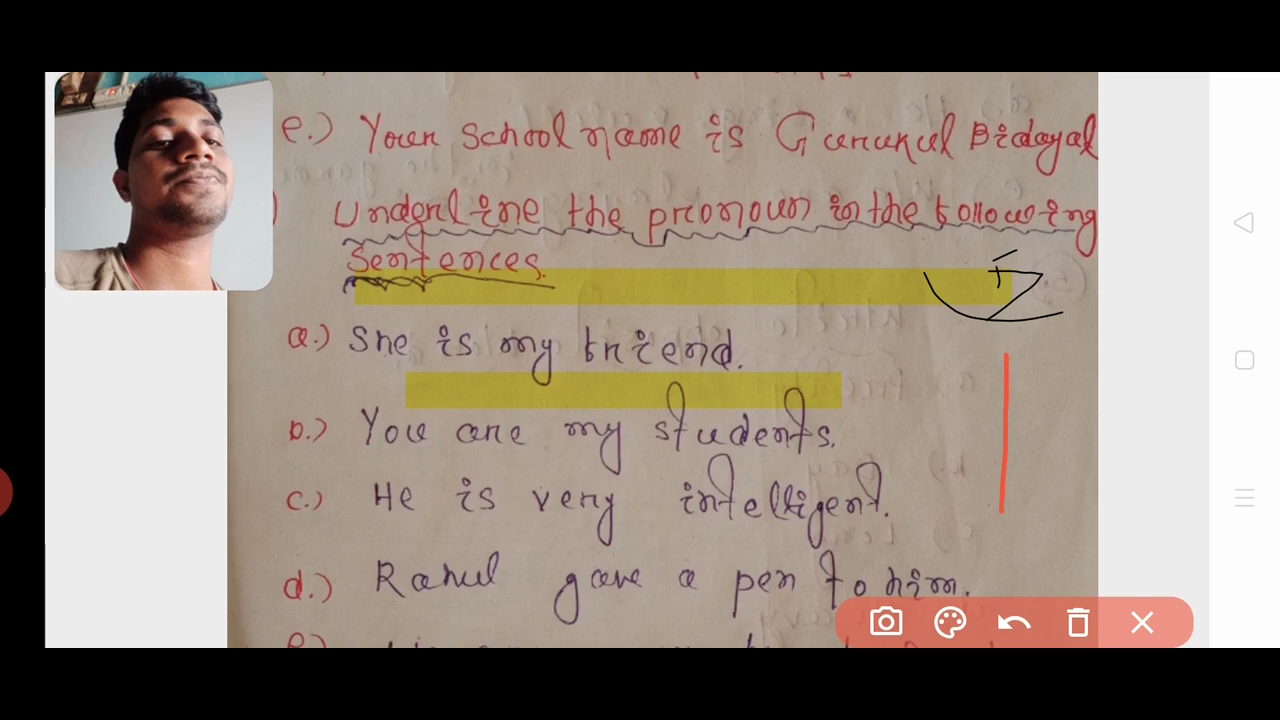 e.) Your School name is Gurukul Bidayal
) Underline the pronoun in the following
Sentences.
a.) She is my friend.
b.) You are my students.
c.) He is very intelligent.
d.) Rahul gave a pen to him.
e.)